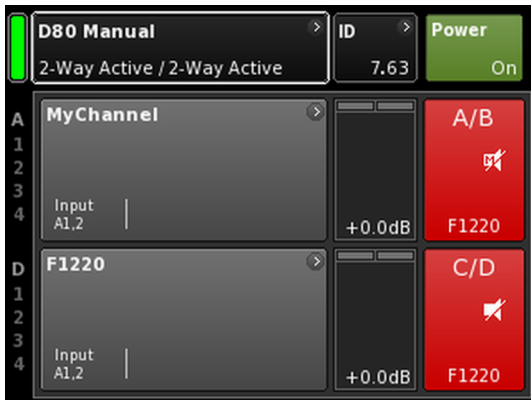 D80 Manual
2-Way Active / 2-Way Active
ID
7.63
Power
On
A
1
2
3
4
MyChannel
Input
A1,2
+0.0dB
A/B
M
F1220
D
1
2
3
4
F1220
Input
A1,2
+0.0dB
C/D
F1220